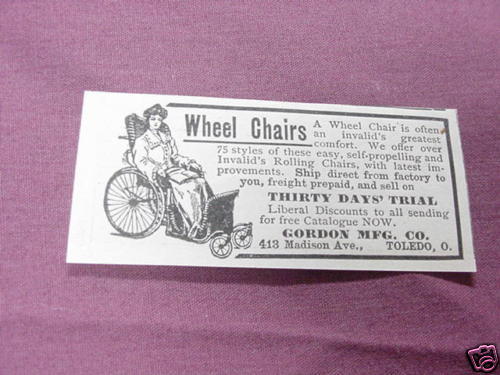 Wheel Chairs
A Wheel Chair is often
an invalid's greatest
comfort. We offer over
75 styles of these easy, self-propelling and
Invalid's Rolling Chairs, with latest im-
provements. Ship direct from factory to
you, freight prepaid, and sell on
THIRTY DAYS' TRIAL
Liberal Discounts to all sending
for free Catalogue NOW.
GORDON MFG. CO.
413 Madison Ave., TOLEDO, O.